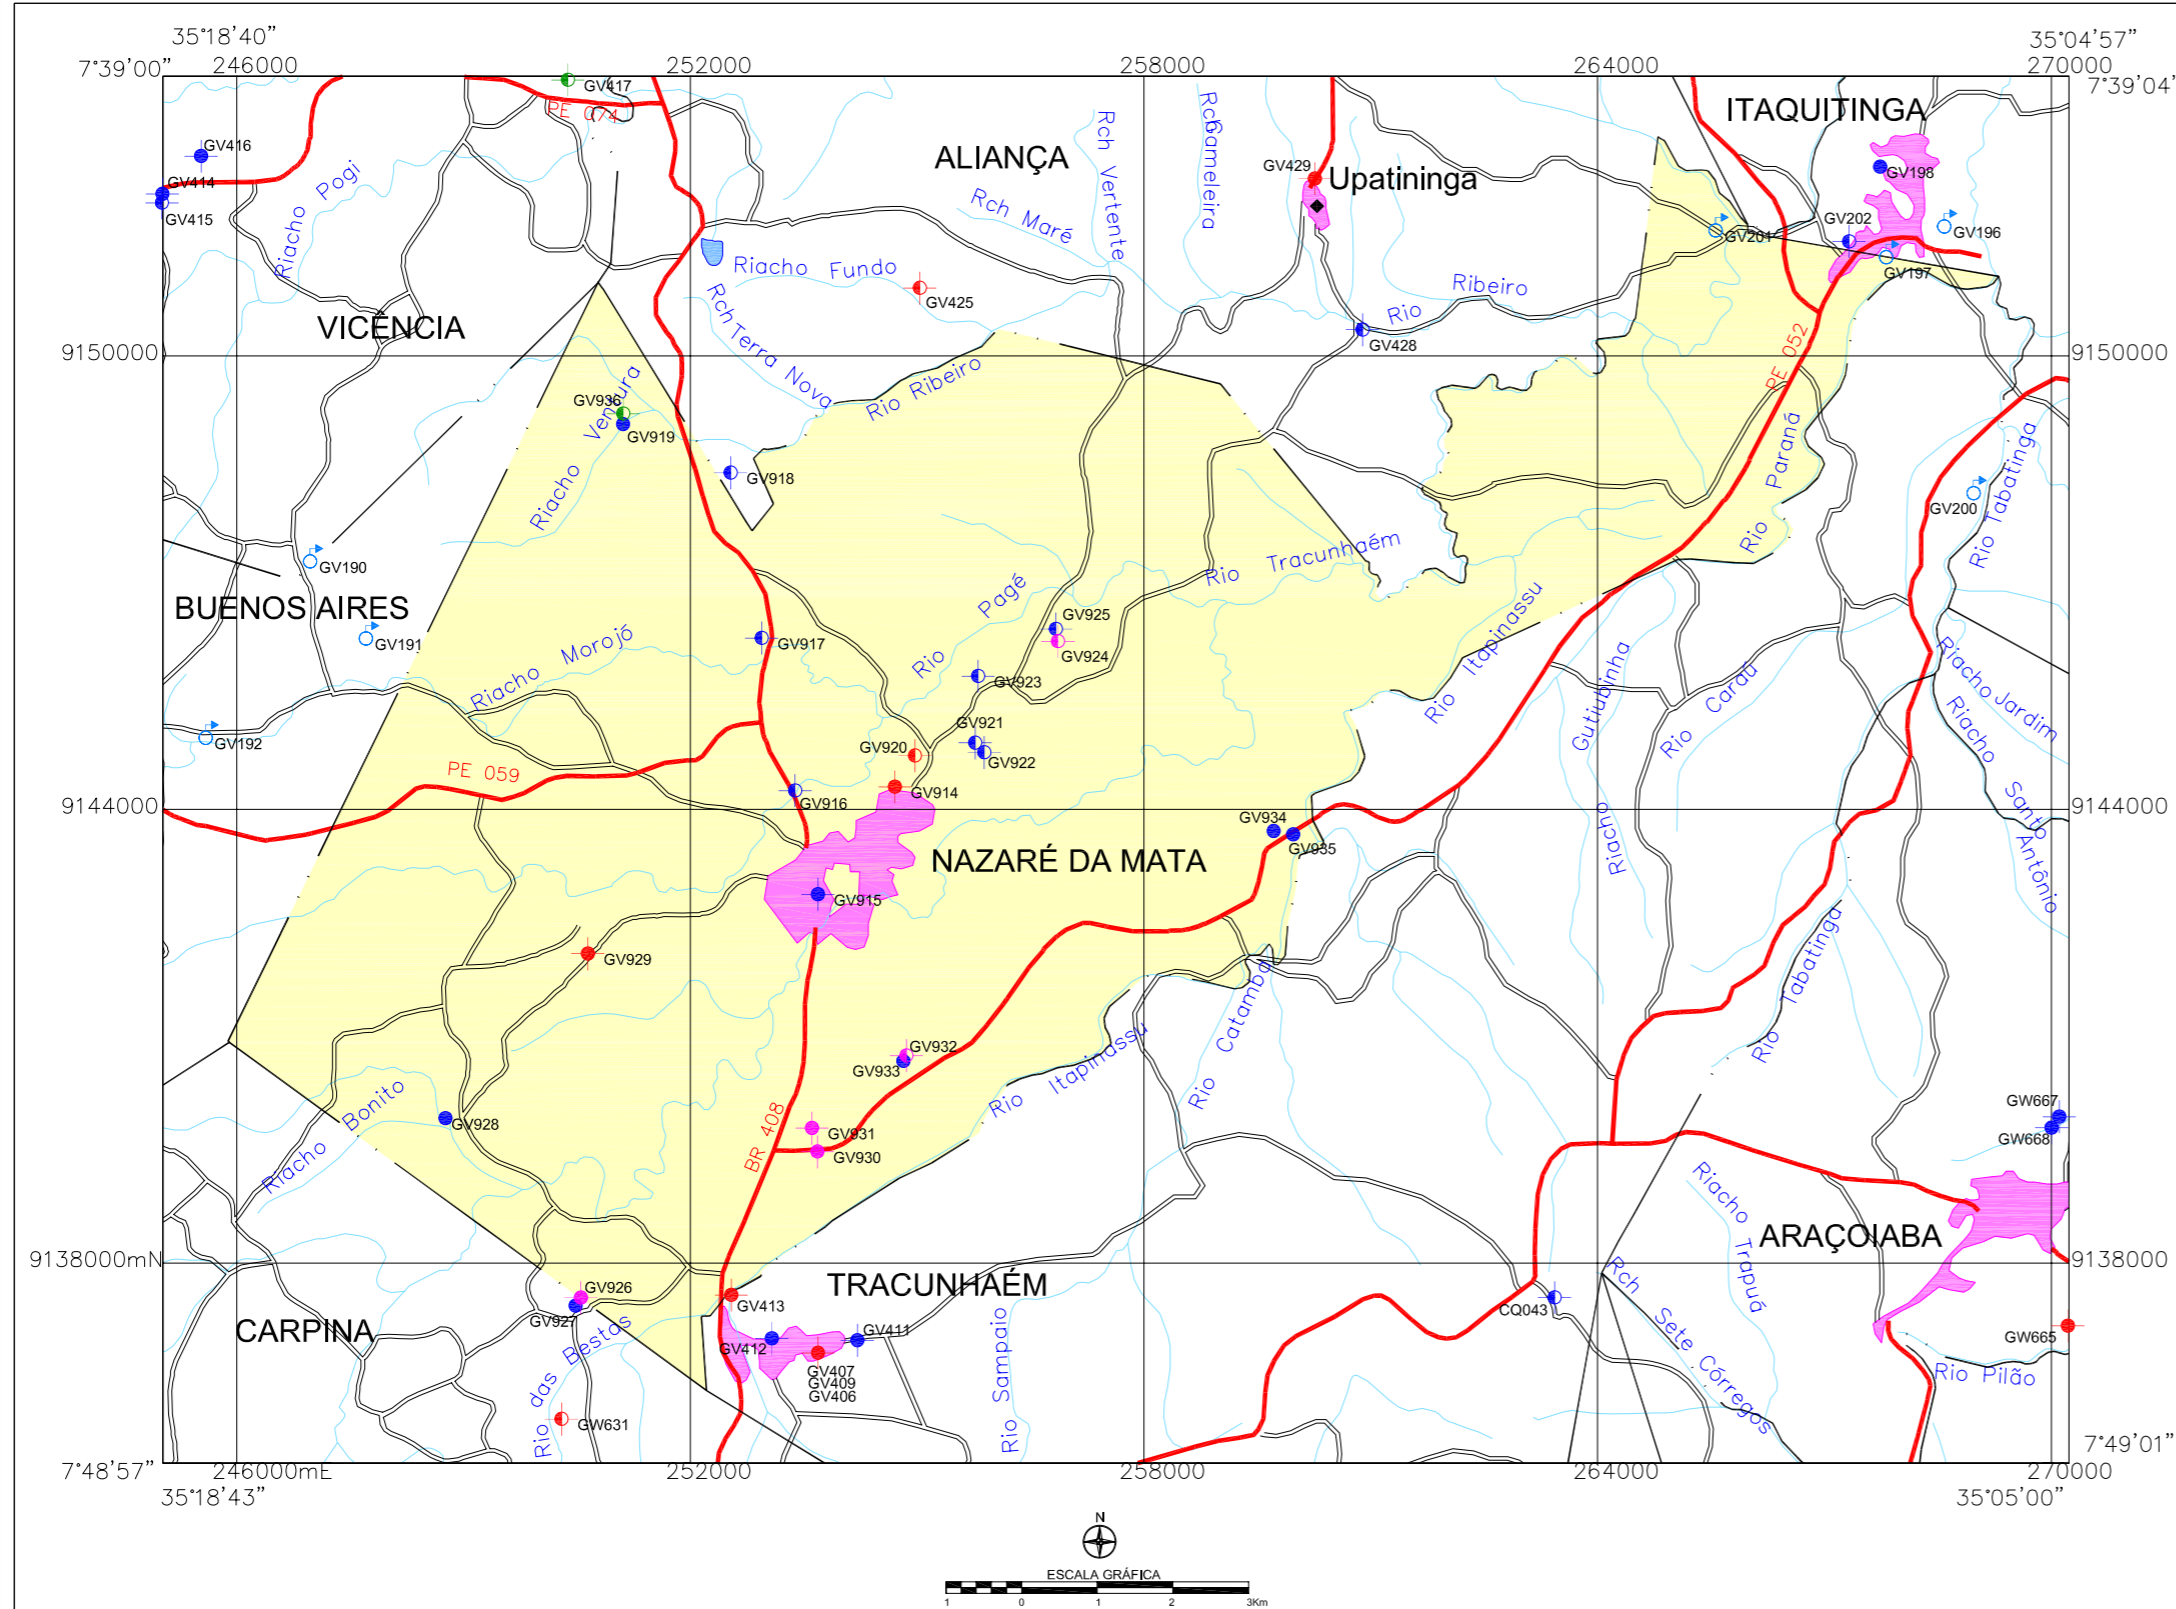 35°18'40"
35°04'57"
7°39'00"
246000
252000
258000
264000
270000
7°39'04"
GV417
PE 074
ITAQUITINGA
GV416
ALIANÇA
Rch Vertente
Rch Gameleira
GV429
Upatininga
GV198
GV414
GV415
Riacho Pogi
Rch Maré
GV201
GV202
GV196
GV197
Riacho Fundo
GV425
Rio Ribeiro
Rch Terra Nova
VICÊNCIA
GV428
PE 052
9150000
9150000
Rio Ribeiro
GV936
GV919
Riacho Ventura
GV918
Rio Paraná
Rio Tabatinga
GV200
GV190
Rio Tracunhaém
BUENOS AIRES
GV191
Riacho Morojó
GV917
Rio Pagé
GV925
GV924
GV923
Rio Itapinassu
Riacho Gutiubinha
Rio Caraú
Riacho Jardim
Riacho Santo Antônio
GV192
GV921
GV920
GV922
PE 059
GV914
GV916
9144000
9144000
GV934
GV935
NAZARÉ DA MATA
GV915
GV929
Rio Tabatinga
Rio Catamba
Rio Itapinassu
GV932
GV933
Riacho Bonito
GV928
BR 408
GV931
GV930
GW667
GW668
Riacho Trapuá
ARAÇOIABA
9138000mN
9138000
TRACUNHAÉM
GV926
GV927
GV413
CQ043
Rch Sete Córregos
CARPINA
GV412
GV411
GW665
GV407
GV409
GV406
Rio das Bestas
Rio Sampaio
Rio Pilão
GW631
7°48'57"
246000mE
252000
258000
264000
270000
7°49'01"
35°18'43"
35°05'00"
N
ESCALA GRÁFICA
1 0 1 2 3Km